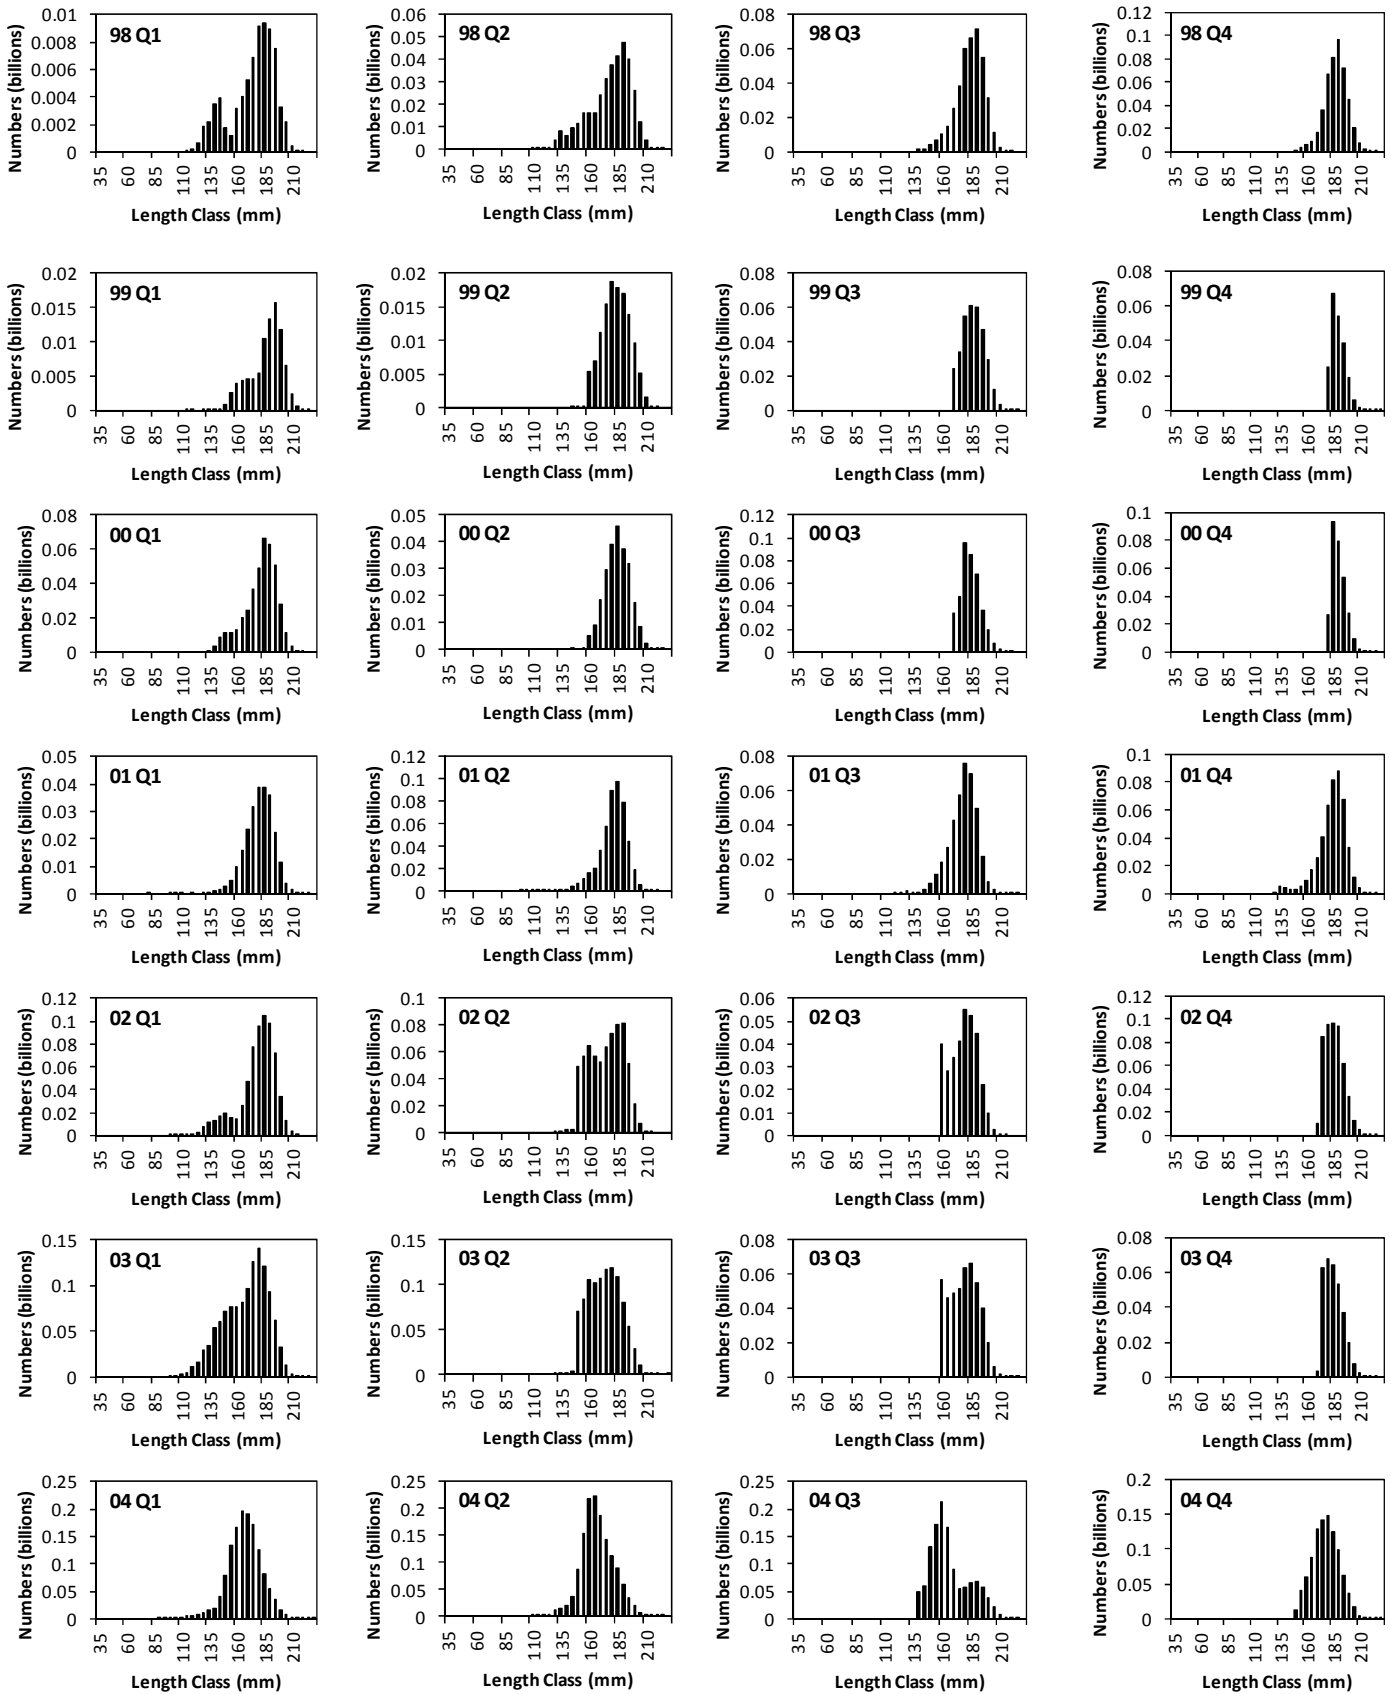 98 Q1
Numbers (billions)
0.01
0.008
0.006
0.004
0.002
0
35 60 85 110 135 160 185 210
Length Class (mm)
98 Q2
Numbers (billions)
0.06
0.05
0.04
0.03
0.02
0.01
0
35 60 85 110 135 160 185 210
Length Class (mm)
98 Q3
Numbers (billions)
0.08
0.06
0.04
0.02
0
35 60 85 110 135 160 185 210
Length Class (mm)
98 Q4
Numbers (billions)
0.12
0.1
0.08
0.06
0.04
0.02
0
35 60 85 110 135 160 185 210
Length Class (mm)
99 Q1
Numbers (billions)
0.02
0.015
0.01
0.005
0
35 60 85 110 135 160 185 210
Length Class (mm)
99 Q2
Numbers (billions)
0.02
0.015
0.01
0.005
0
35 60 85 110 135 160 185 210
Length Class (mm)
99 Q3
Numbers (billions)
0.08
0.06
0.04
0.02
0
35 60 85 110 135 160 185 210
Length Class (mm)
99 Q4
Numbers (billions)
0.08
0.06
0.04
0.02
0
35 60 85 110 135 160 185 210
Length Class (mm)
00 Q1
Numbers (billions)
0.08
0.06
0.04
0.02
0
35 60 85 110 135 160 185 210
Length Class (mm)
00 Q2
Numbers (billions)
0.05
0.04
0.03
0.02
0.01
0
35 60 85 110 135 160 185 210
Length Class (mm)
00 Q3
Numbers (billions)
0.12
0.1
0.08
0.06
0.04
0.02
0
35 60 85 110 135 160 185 210
Length Class (mm)
00 Q4
Numbers (billions)
0.1
0.08
0.06
0.04
0.02
0
35 60 85 110 135 160 185 210
Length Class (mm)
01 Q1
Numbers (billions)
0.05
0.04
0.03
0.02
0.01
0
35 60 85 110 135 160 185 210
Length Class (mm)
01 Q2
Numbers (billions)
0.12
0.1
0.08
0.06
0.04
0.02
0
35 60 85 110 135 160 185 210
Length Class (mm)
01 Q3
Numbers (billions)
0.08
0.06
0.04
0.02
0
35 60 85 110 135 160 185 210
Length Class (mm)
01 Q4
Numbers (billions)
0.1
0.08
0.06
0.04
0.02
0
35 60 85 110 135 160 185 210
Length Class (mm)
02 Q1
Numbers (billions)
0.12
0.1
0.08
0.06
0.04
0.02
0
35 60 85 110 135 160 185 210
Length Class (mm)
02 Q2
Numbers (billions)
0.1
0.08
0.06
0.04
0.02
0
35 60 85 110 135 160 185 210
Length Class (mm)
02 Q3
Numbers (billions)
0.06
0.05
0.04
0.03
0.02
0.01
0
35 60 85 110 135 160 185 210
Length Class (mm)
02 Q4
Numbers (billions)
0.12
0.1
0.08
0.06
0.04
0.02
0
35 60 85 110 135 160 185 210
Length Class (mm)
03 Q1
Numbers (billions)
0.15
0.1
0.05
0
35 60 85 110 135 160 185 210
Length Class (mm)
03 Q2
Numbers (billions)
0.15
0.1
0.05
0
35 60 85 110 135 160 185 210
Length Class (mm)
03 Q3
Numbers (billions)
0.08
0.06
0.04
0.02
0
35 60 85 110 135 160 185 210
Length Class (mm)
03 Q4
Numbers (billions)
0.08
0.06
0.04
0.02
0
35 60 85 110 135 160 185 210
Length Class (mm)
04 Q1
Numbers (billions)
0.25
0.2
0.15
0.1
0.05
0
35 60 85 110 135 160 185 210
Length Class (mm)
04 Q2
Numbers (billions)
0.25
0.2
0.15
0.1
0.05
0
35 60 85 110 135 160 185 210
Length Class (mm)
04 Q3
Numbers (billions)
0.25
0.2
0.15
0.1
0.05
0
35 60 85 110 135 160 185 210
Length Class (mm)
04 Q4
Numbers (billions)
0.2
0.15
0.1
0.05
0
35 60 85 110 135 160 185 210
Length Class (mm)